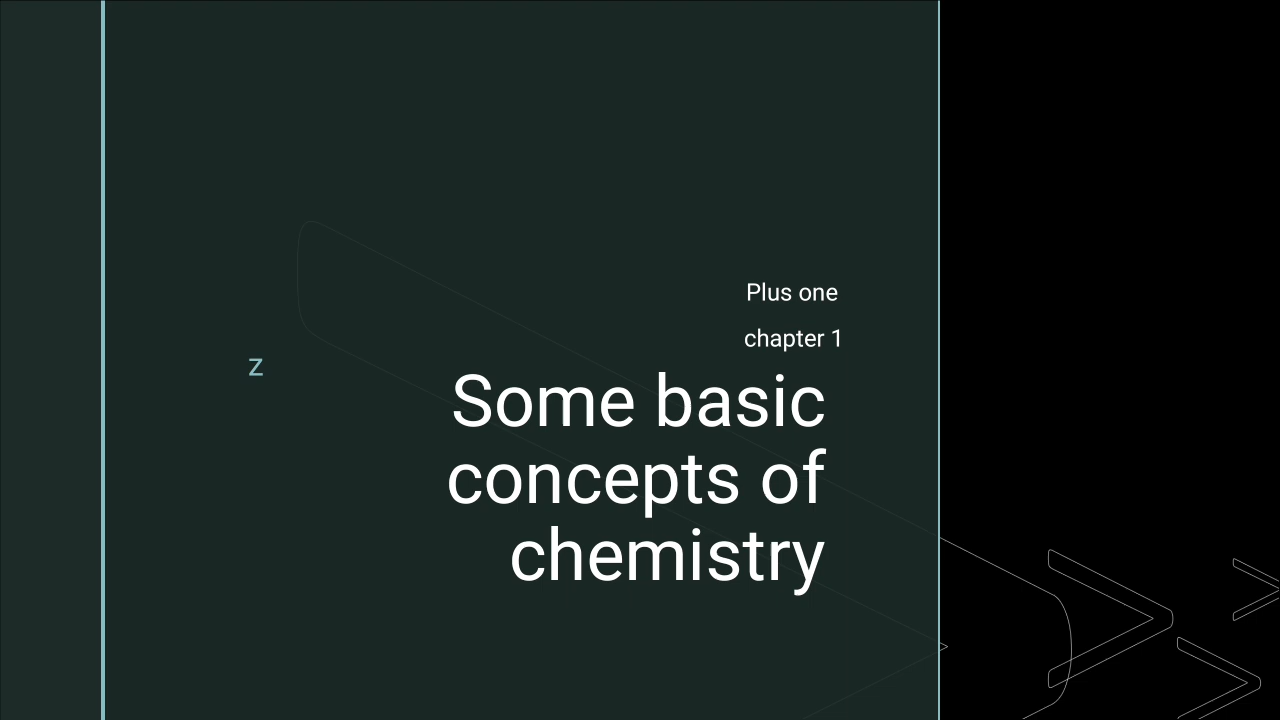 Plus one
chapter 1
z
Some basic
concepts of
chemistry